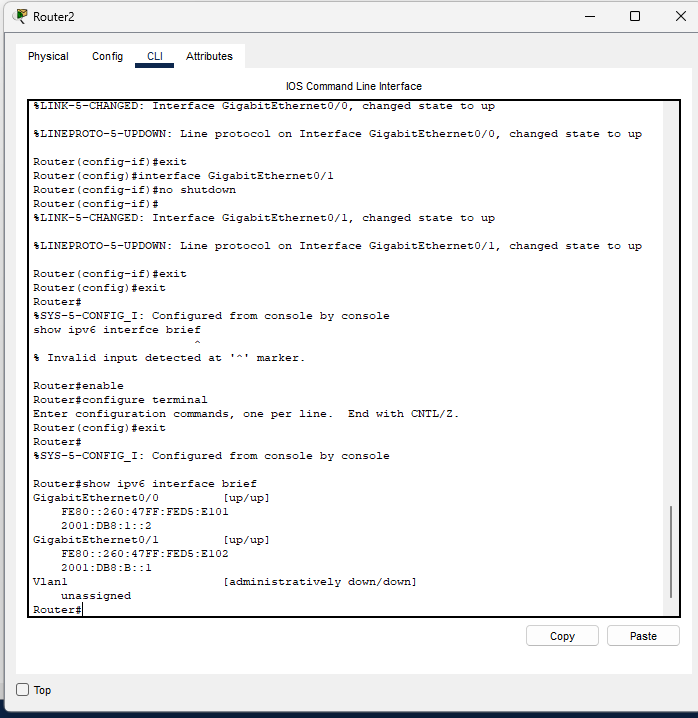 Router2
Physical Config CLI Attributes
IOS Command Line Interface
%LINK-5-CHANGED: Interface GigabitEthernet0/0, changed state to up
%LINEPROTO-5-UPDOWN: Line protocol on Interface GigabitEthernet0/0, changed state to up
Router(config-if)#exit
Router(config)#interface GigabitEthernet0/1
Router(config-if)#no shutdown
Router(config-if)#
%LINK-5-CHANGED: Interface GigabitEthernet0/1, changed state to up
%LINEPROTO-5-UPDOWN: Line protocol on Interface GigabitEthernet0/1, changed state to up
Router(config-if)#exit
Router(config)#exit
Router#
%SYS-5-CONFIG_I: Configured from console by console
show ipv6 interfce brief
^
% Invalid input detected at '^' marker.
Router#enable
Router#configure terminal
Enter configuration commands, one per line. End with CNTL/Z.
Router(config)#exit
Router#
%SYS-5-CONFIG_I: Configured from console by console
Router#show ipv6 interface brief
GigabitEthernet0/0 [up/up]
FE80::260:47FF:FED5:E101
2001:DB8:1::2
GigabitEthernet0/1 [up/up]
FE80::260:47FF:FED5:E102
2001:DB8:B::1
Vlan1 [administratively down/down]
unassigned
Router#
Copy Paste
Top